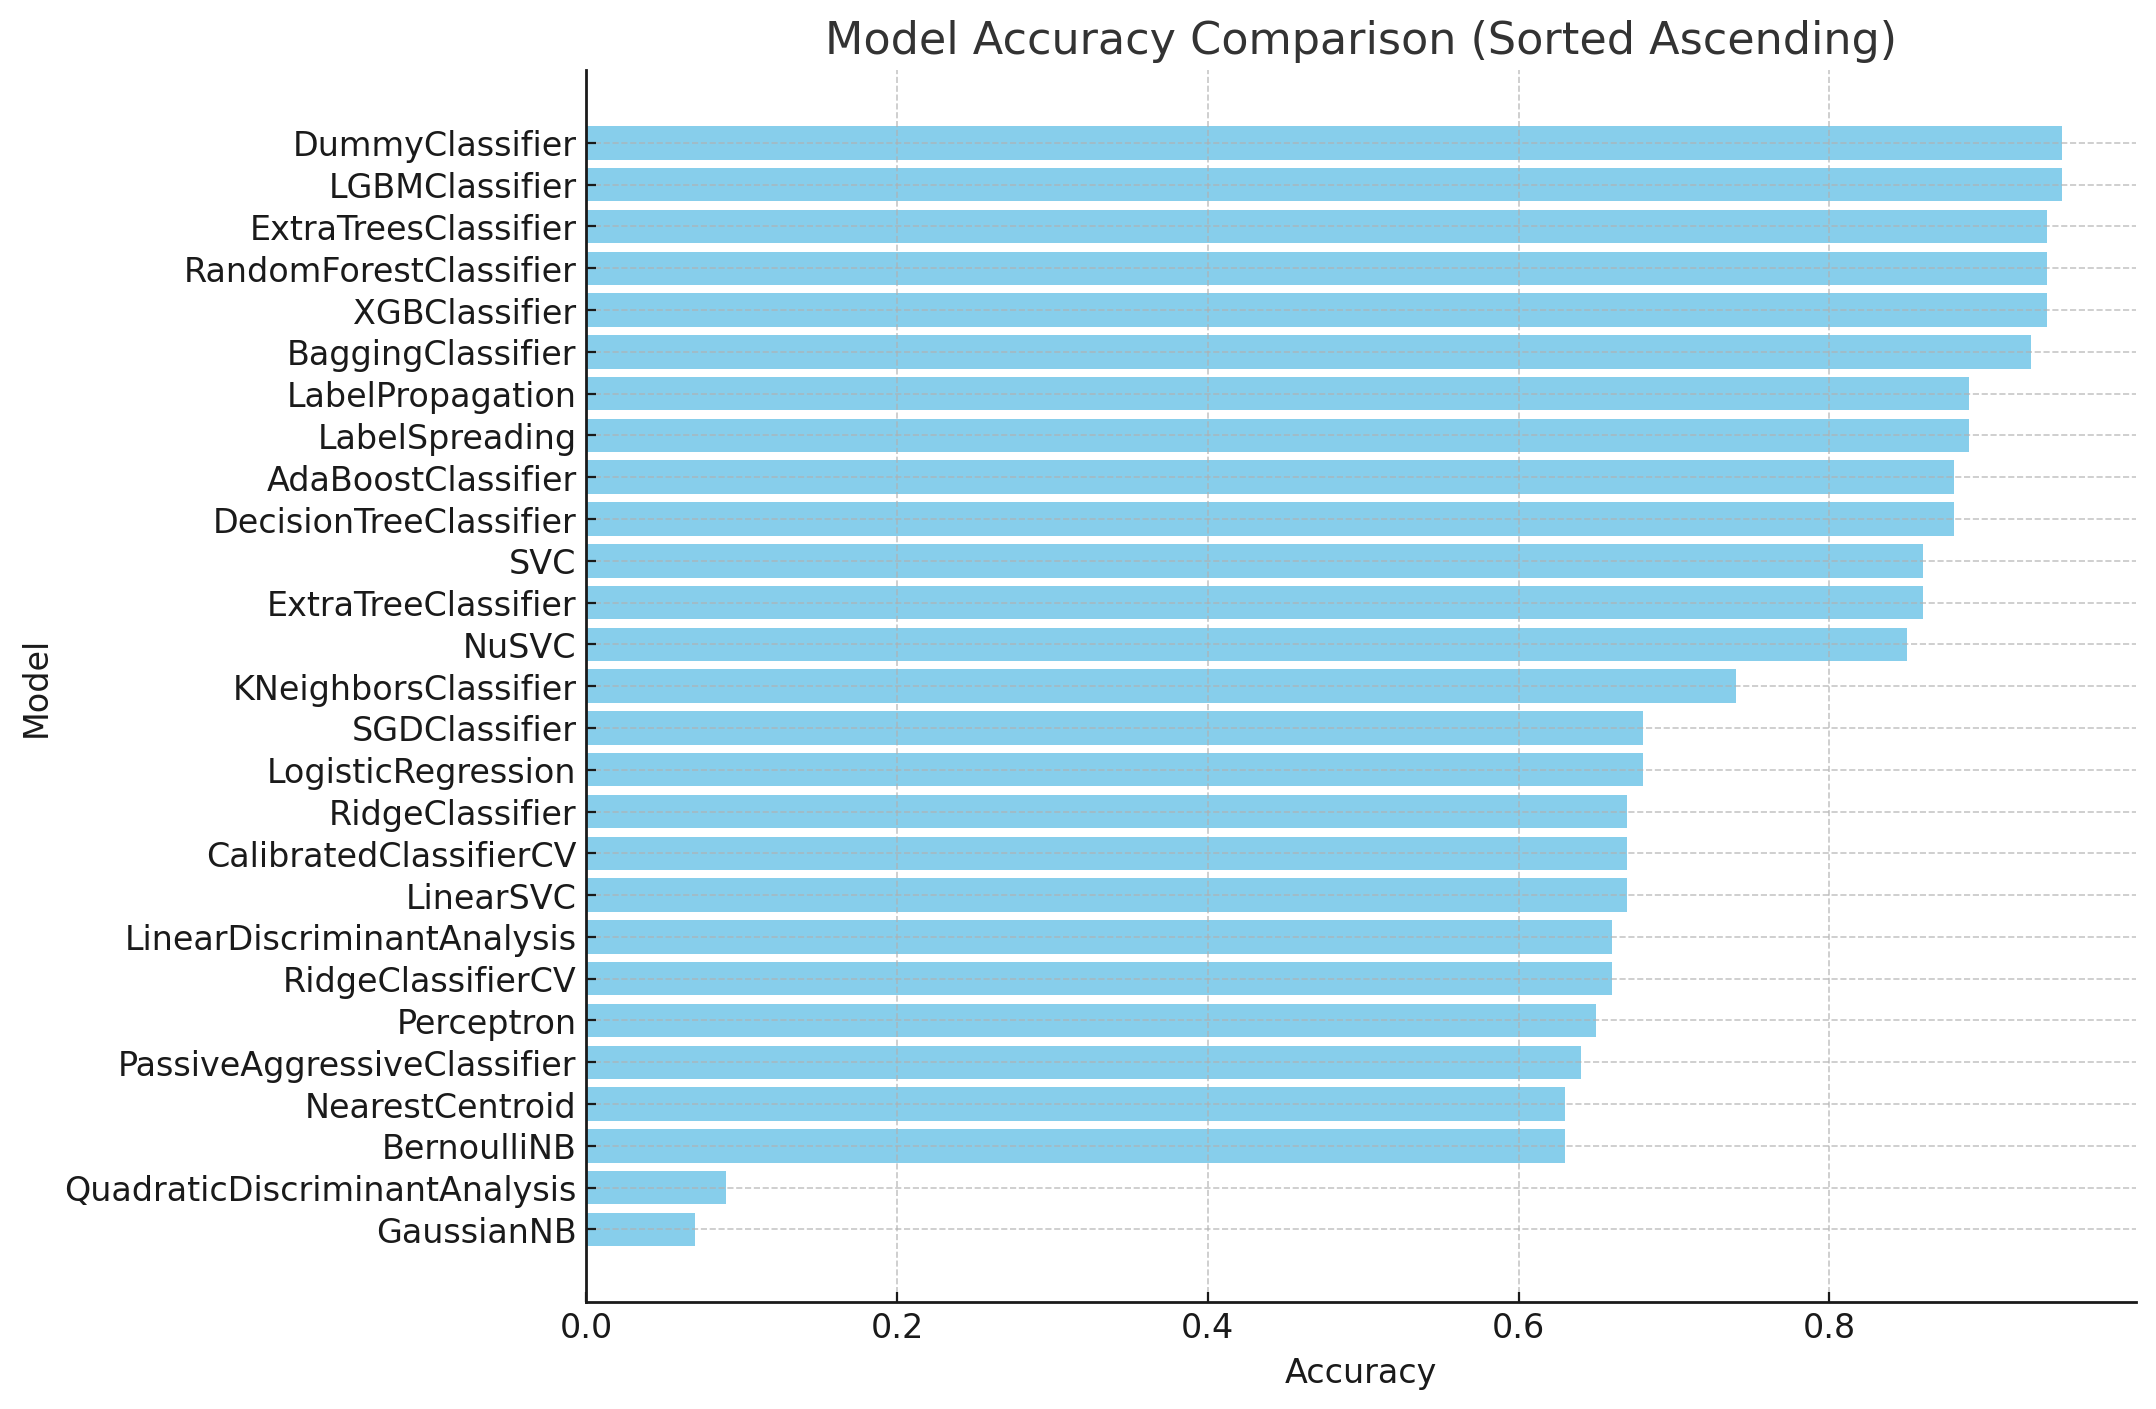 Model Accuracy Comparison (Sorted Ascending)
DummyClassifier
LGBMClassifier
ExtraTreesClassifier
RandomForestClassifier
XGBClassifier
BaggingClassifier
LabelPropagation
LabelSpreading
AdaBoostClassifier
DecisionTreeClassifier
SVC
ExtraTreeClassifier
NuSVC
KNeighborsClassifier
SGDClassifier
LogisticRegression
RidgeClassifier
CalibratedClassifierCV
LinearSVC
LinearDiscriminantAnalysis
RidgeClassifierCV
Perceptron
PassiveAggressiveClassifier
NearestCentroid
BernoulliNB
QuadraticDiscriminantAnalysis
GaussianNB
Model
0.0 0.2 0.4 0.6 0.8
Accuracy